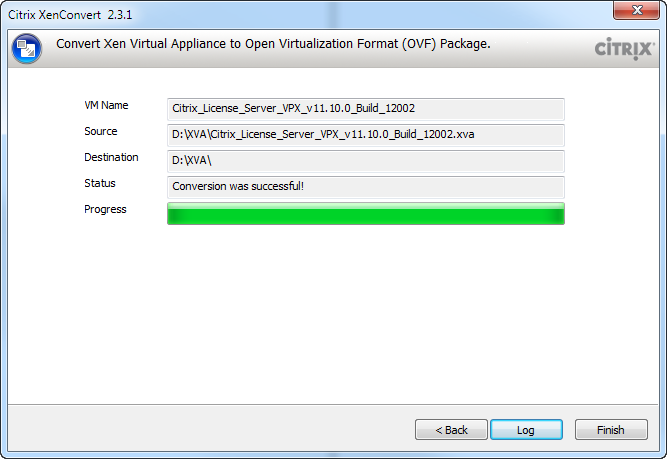 Citrix XenConvert 2.3.1
Convert Xen Virtual Appliance to Open Virtualization Format (OVF) Package.
CITRIX
VM Name
Citrix_License_Server_VPX_v11.10.0_Build_12002
Source
D:\XVA\Citrix_License_Server_VPX_v11.10.0_Build_12002.xva
Destination
D:\XVA\
Status
Conversion was successful!
Progress
< Back
Log
Finish